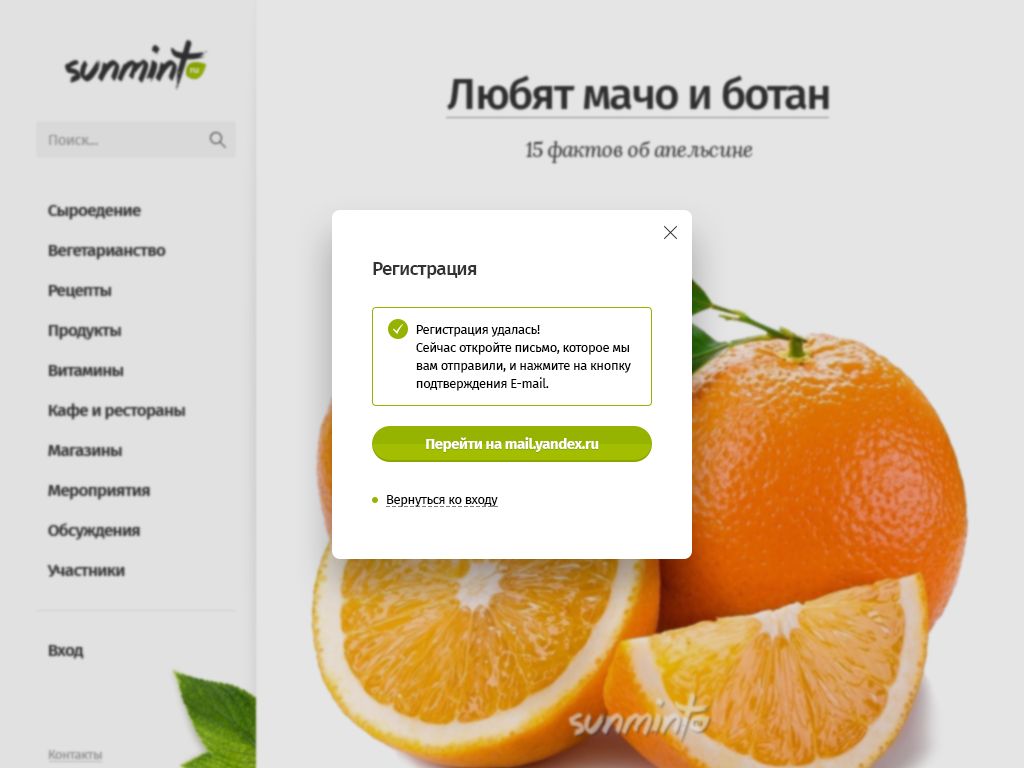 sunmint
ru
Поиск...
Сыроедение
Вегетарианство
Рецепты
Продукты
Витамины
Кафе и рестораны
Магазины
Мероприятия
Обсуждения
Участники
Вход
Контакты
Любят мачо и ботан
15 фактов об апельсине
Регистрация
Регистрация удалась!
Сейчас откройте письмо, которое мы
вам отправили, и нажмите на кнопку
подтверждения E-mail.
Перейти на mail.yandex.ru
Вернуться ко входу
sunmint